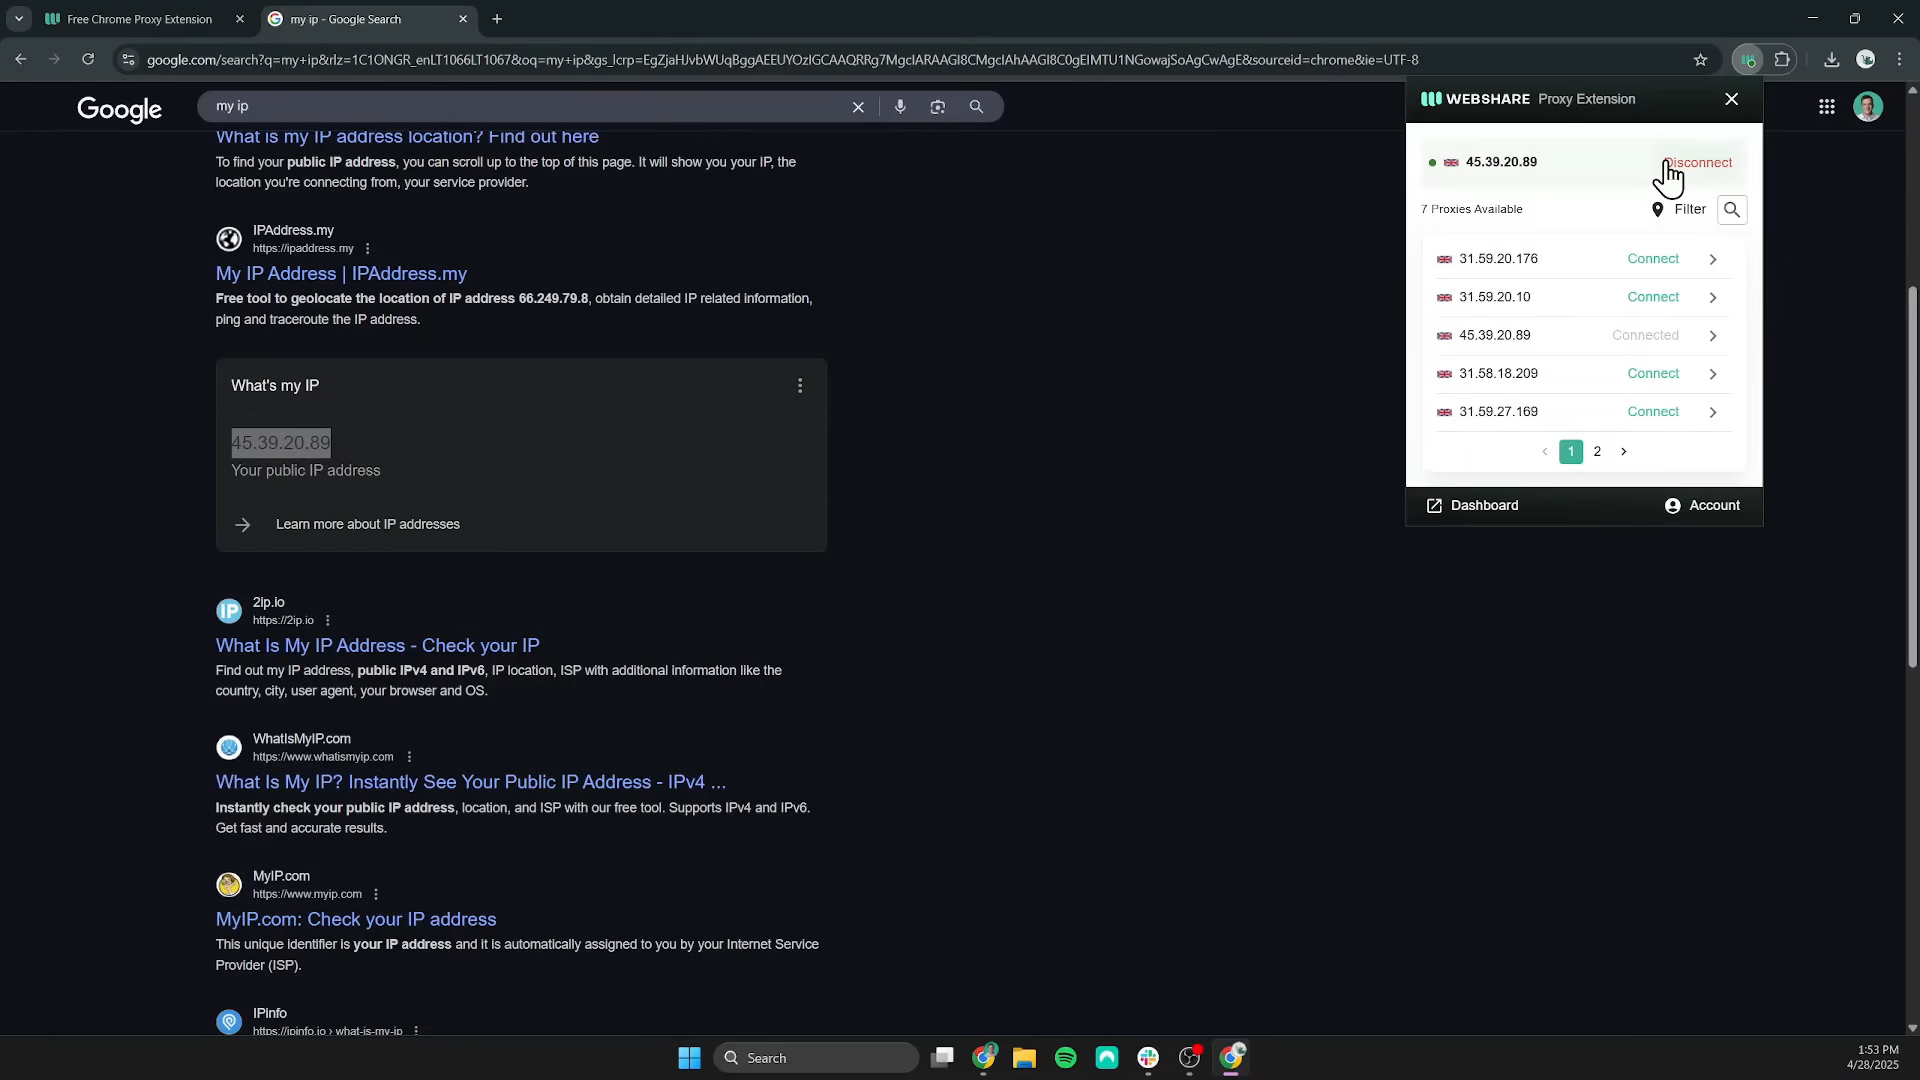 Free Chrome Proxy Extension
my ip - Google Search
google.com/search?q=my+ip&rlz=1C1ONGR_enLT1066LT1067&oq=my+ip&gs_lcrp=EgZjaHJvbWUqBggAEEUYOzIGCAAQRRg7MgcIARAAGI8CMgcIAhAAGI8C0gEIMTU1NGowajSoAgCwAgE&sourceid=chrome&ie=UTF-8
Google
my ip
What is my IP address location? Find out here
To find your public IP address, you can scroll up to the top of this page. It will show you your IP, the
location you're connecting from, your service provider.
IPAddress.my
https://ipaddress.my
My IP Address | IPAddress.my
Free tool to geolocate the location of IP address 66.249.79.8, obtain detailed IP related information,
ping and traceroute the IP address.
What's my IP
45.39.20.89
Your public IP address
Learn more about IP addresses
2ip.io
https://2ip.io
What Is My IP Address - Check your IP
Find out my IP address, public IPv4 and IPv6, IP location, ISP with additional information like the
country, city, user agent, your browser and OS.
WhatIsMyIP.com
https://www.whatismyip.com
What Is My IP? Instantly See Your Public IP Address - IPv4 ...
Instantly check your public IP address, location, and ISP with our free tool. Supports IPv4 and IPv6.
Get fast and accurate results.
MyIP.com
https://www.myip.com
MyIP.com: Check your IP address
This unique identifier is your IP address and it is automatically assigned to you by your Internet Service
Provider (ISP).
IPinfo
https://ipinfo.io › what-is-my-ip
WEBSHARE Proxy Extension
45.39.20.89 Disconnect
7 Proxies Available Filter
31.59.20.176 Connect
31.59.20.10 Connect
45.39.20.89 Connected
31.58.18.209 Connect
31.59.27.169 Connect
1 2
Dashboard Account
Search
1:53 PM
4/28/2025